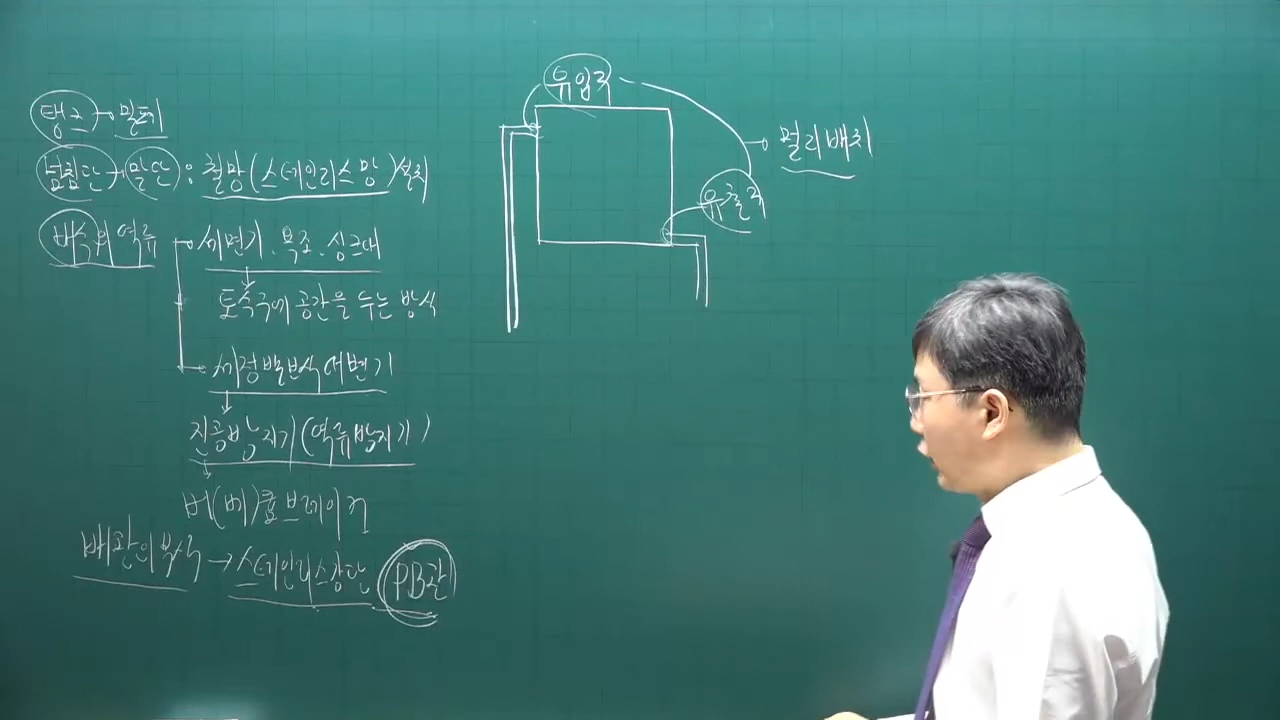 탱크 → 밀폐
넘침관 → 말단 : 철망(스테인리스망)설치
배수의 역류
세면기, 욕조, 싱크대
토수구에 공간을 두는 방식
세정밸브식 대변기
진공방지기(역류방지기)
버(베)큠브레이커
배관의 부식 → 스테인리스강관 PB관
유입구
멀리배치
유출구